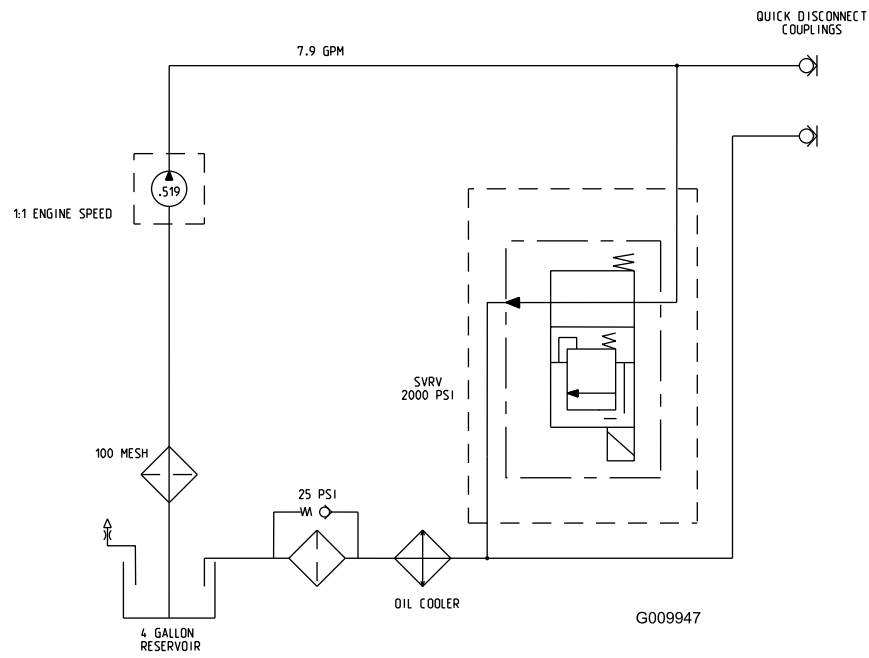 QUICK DISCONNECT
COUPLINGS
7.9 GPM
.519
1:1 ENGINE SPEED
SVRV
2000 PSI
100 MESH
25 PSI
OIL COOLER
G009947
4 GALLON
RESERVOIR